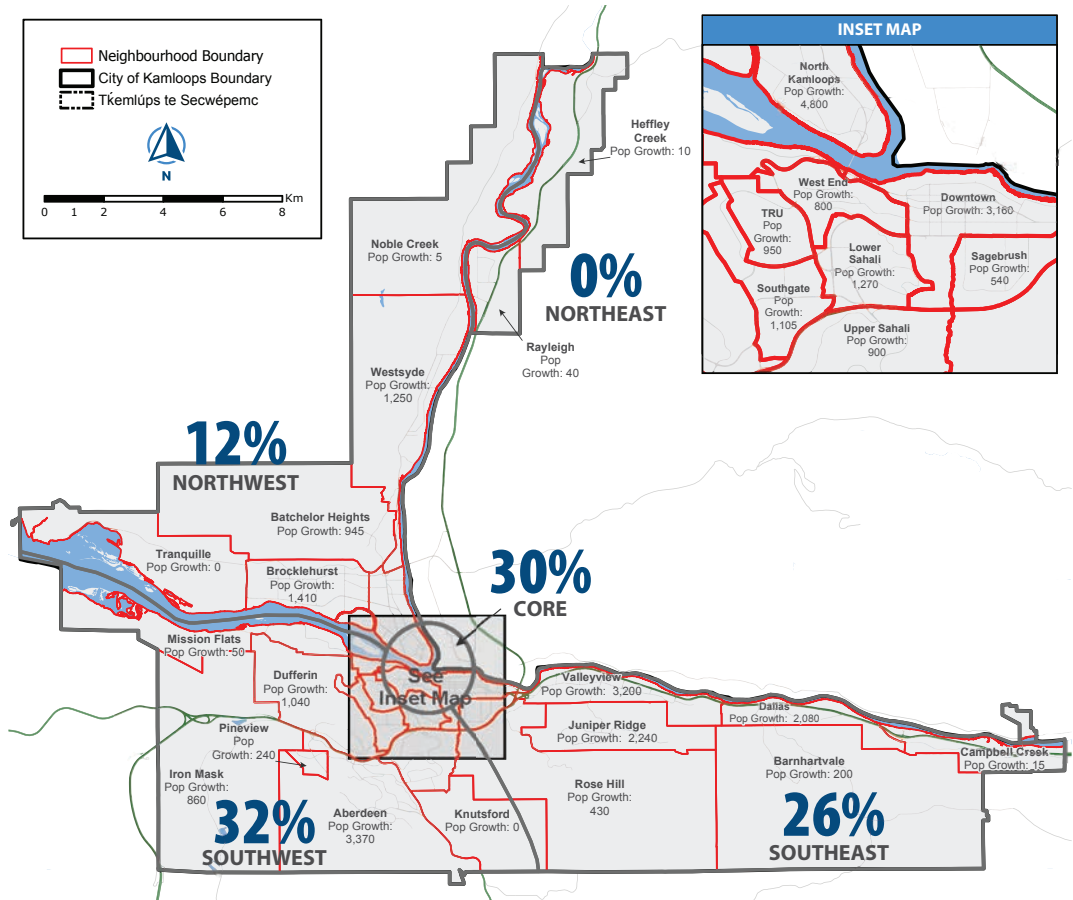 Neighbourhood Boundary
City of Kamloops Boundary
Tk̓emlúps te Secwépemc
N
0 1 2 4 6 8 Km
INSET MAP
North
Kamloops
Pop Growth:
4,800
West End
Pop Growth:
800
Downtown
Pop Growth: 3,160
TRU
Pop
Growth:
950
Lower
Sahali
Pop Growth:
1,270
Sagebrush
Pop Growth:
540
Southgate
Pop
Growth:
1,105
Upper Sahali
Pop Growth:
900
Heffley
Creek
Pop Growth: 10
Noble Creek
Pop Growth: 5
0%
NORTHEAST
Rayleigh
Pop
Growth: 40
Westsyde
Pop Growth:
1,250
12%
NORTHWEST
Batchelor Heights
Pop Growth: 945
Tranquille
Pop Growth: 0
Brocklehurst
Pop Growth:
1,410
30%
CORE
Mission Flats
Pop Growth: 50
See
Inset Map
Dufferin
Pop Growth:
1,040
Valleyview
Pop Growth: 3,200
Dallas
Pop Growth: 2,080
Juniper Ridge
Pop Growth: 2,240
Pineview
Pop
Growth: 240
Campbell Creek
Pop Growth: 15
Barnhartvale
Pop Growth: 200
Iron Mask
Pop Growth:
860
Rose Hill
Pop Growth:
430
Aberdeen
Pop Growth:
3,370
Knutsford
Pop Growth: 0
32%
SOUTHWEST
26%
SOUTHEAST